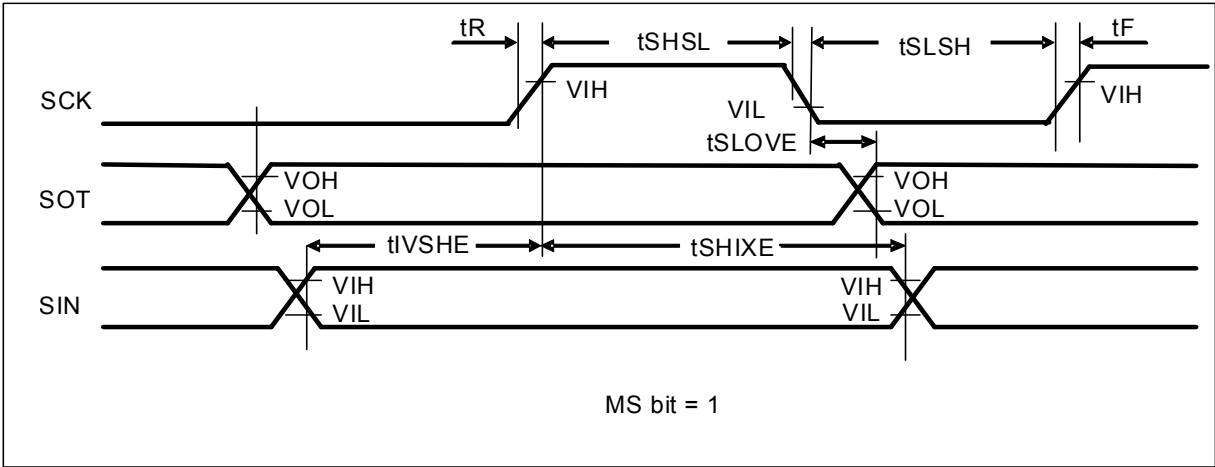 tR tSHSL tSLSH tF
SCK VIH VIL VIH
tSLOVE
SOT VOH VOH
VOL VOL
tIVSHE tSHIXE
SIN VIH VIH
VIL VIL
MS bit = 1